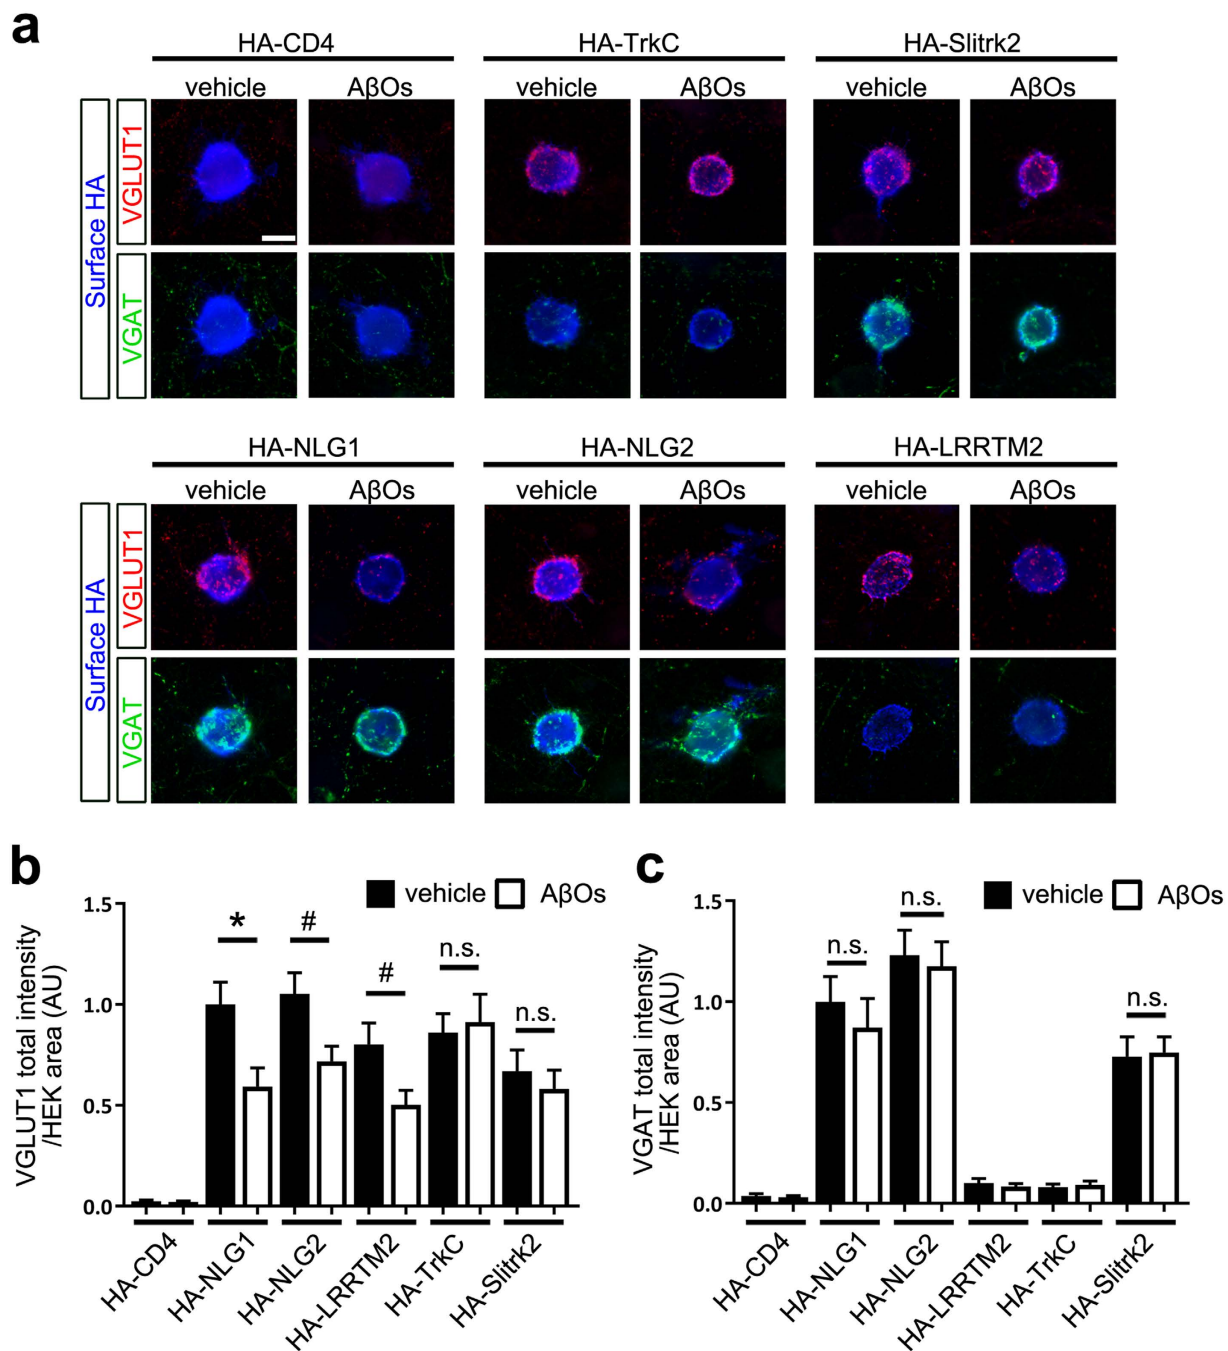 a
HA-CD4 HA-TrkC HA-Slitrk2
vehicle AβOs vehicle AβOs vehicle AβOs
Surface HA
VGLUT1
VGAT
HA-NLG1 HA-NLG2 HA-LRRTM2
vehicle AβOs vehicle AβOs vehicle AβOs
Surface HA
VGLUT1
VGAT
b
vehicle AβOs
VGLUT1 total intensity
/HEK area (AU)
1.5
1.0
0.5
0.0
* # # n.s. n.s.
HA-CD4
HA-NLG1
HA-NLG2
HA-LRRTM2
HA-TrkC
HA-Slitrk2
c
vehicle AβOs
VGAT total intensity
/HEK area (AU)
1.5
1.0
0.5
0.0
n.s. n.s. n.s.
HA-CD4
HA-NLG1
HA-NLG2
HA-LRRTM2
HA-TrkC
HA-Slitrk2